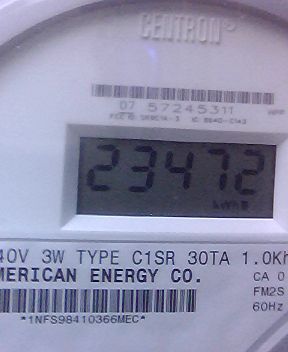 CENTRON®
07 57245311
23472
kWh
40V 3W TYPE C1SR 30TA 1.0Kh
MERICAN ENERGY CO.
CA 0
FM2S
60Hz
*1NFS98410366MEC*